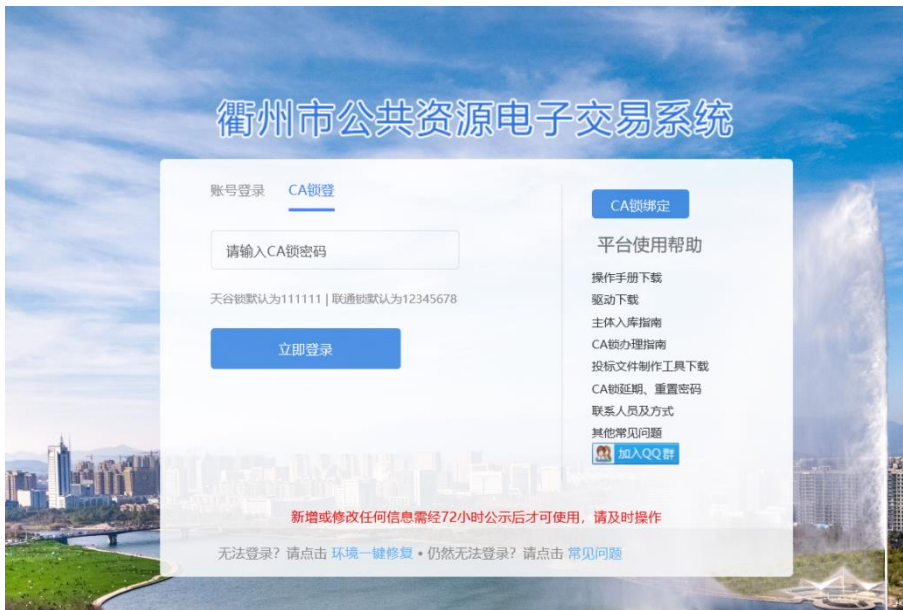 衢州市公共资源电子交易系统
账号登录 CA锁登
请输入CA锁密码
天谷锁默认为111111 | 联通锁默认为12345678
立即登录
CA锁绑定
平台使用帮助
操作手册下载
驱动下载
主体入库指南
CA锁办理指南
投标文件制作工具下载
CA锁延期、重置密码
联系人员及方式
其他常见问题
加入QQ群
新增或修改任何信息需经72小时公示后才可使用，请及时操作
无法登录？请点击 环境一键修复 • 仍然无法登录？请点击 常见问题